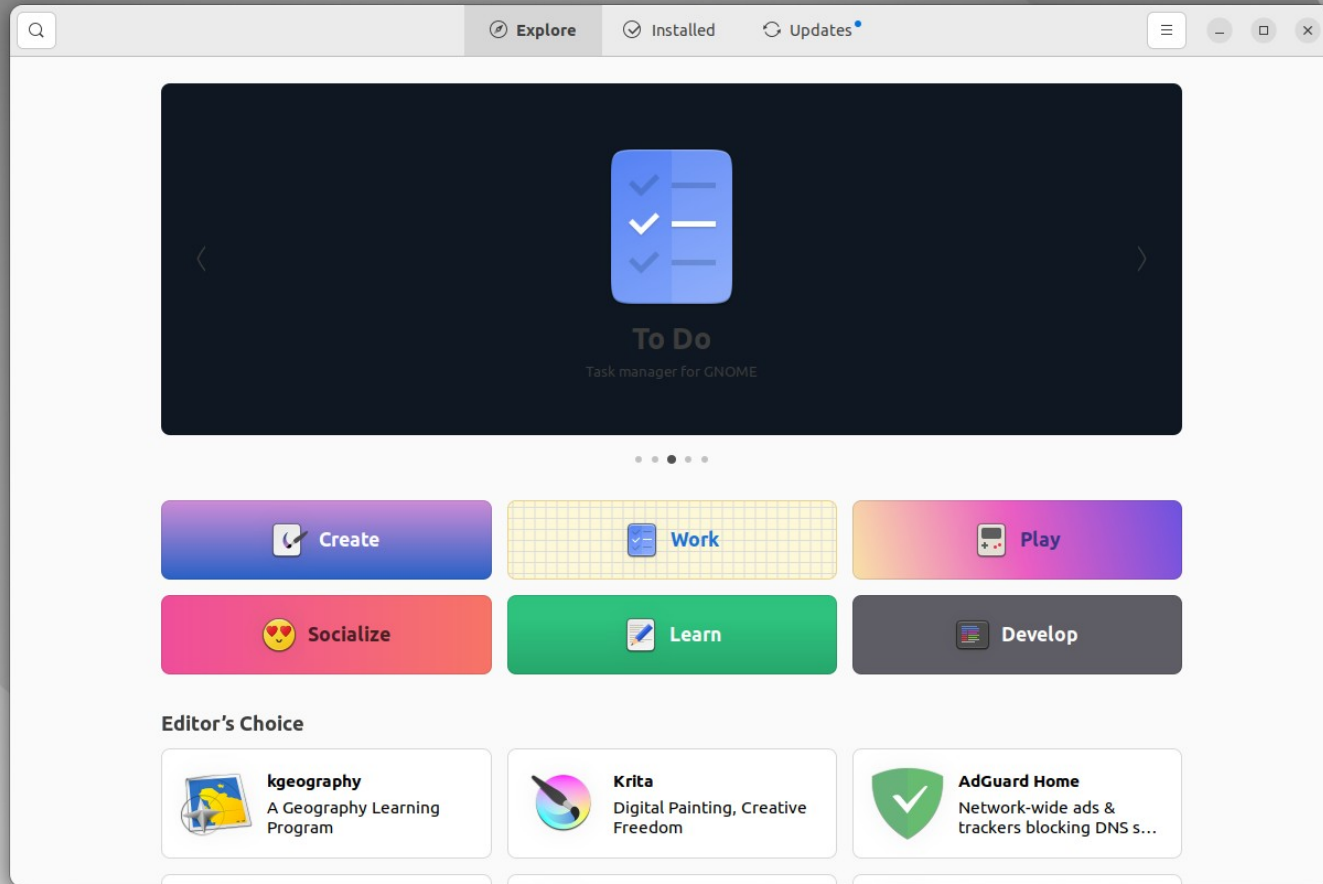 Explore
Installed
Updates
To Do
Task manager for GNOME
Create
Work
Play
Socialize
Learn
Develop
Editor’s Choice
kgeography
A Geography Learning
Program
Krita
Digital Painting, Creative
Freedom
AdGuard Home
Network-wide ads &
trackers blocking DNS s…